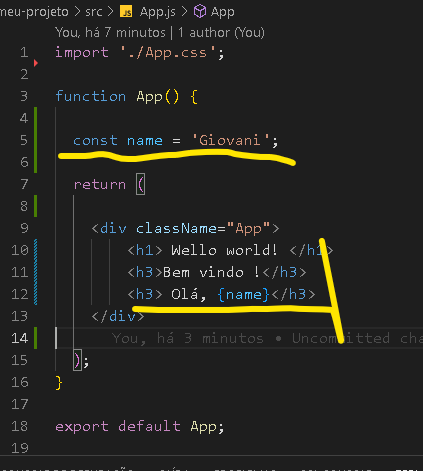 meu-projeto > src > JS App.js > App
You, há 7 minutos | 1 author (You)
1 import './App.css';
2
3 function App() {
4
5 const name = 'Giovani';
6
7 return (
8
9 <div className="App">
10 <h1> Wello world! </h1>
11 <h3>Bem vindo !</h3>
12 <h3> Olá, {name}</h3>
13 </div>
14 You, há 3 minutos • Uncommitted cha
15 );
16 }
17
18 export default App;
19